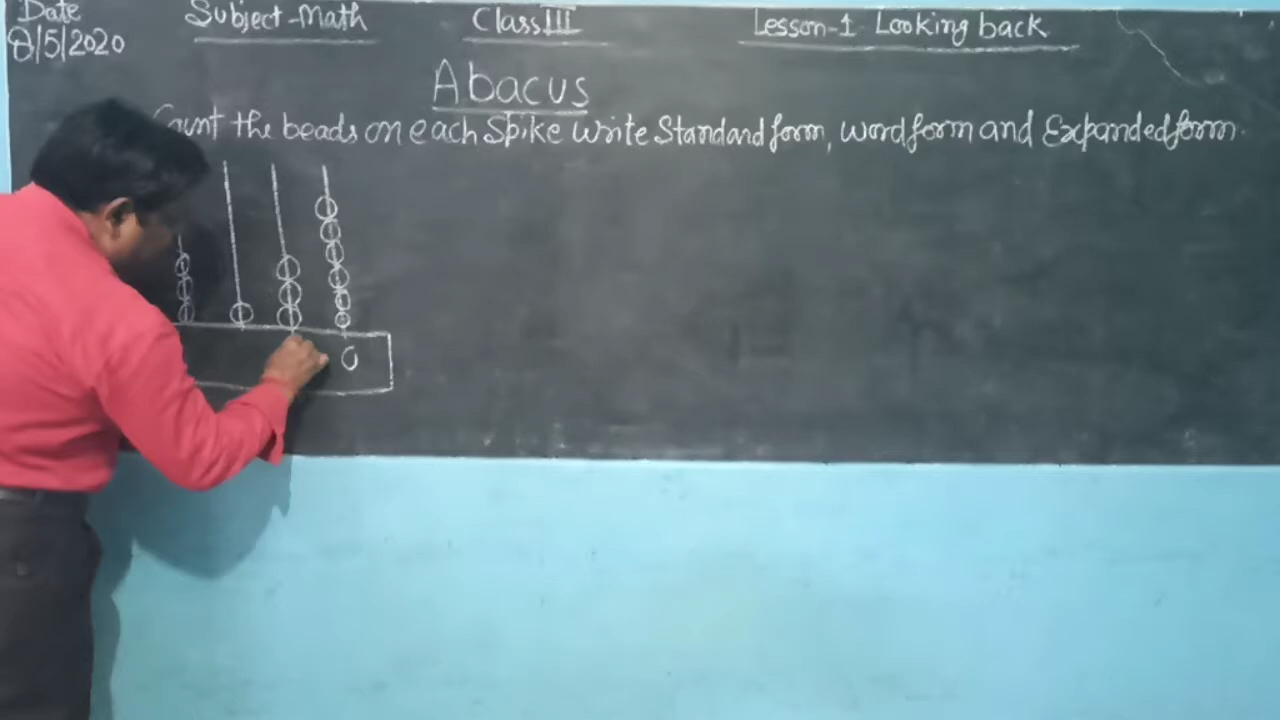 Date Subject-Math Class III Lesson-1 Looking back
8/5/2020
Abacus
Count the beads on each Spike Write Standard form, word form and Expanded form.
O